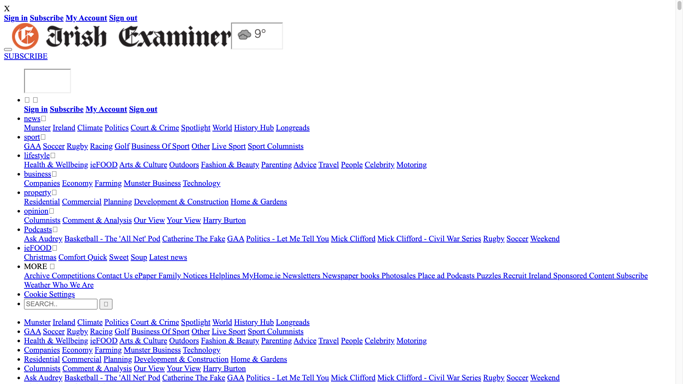 X
Sign in Subscribe My Account Sign out
Irish Examiner 9°
SUBSCRIBE
Sign in Subscribe My Account Sign out
news
Munster Ireland Climate Politics Court & Crime Spotlight World History Hub Longreads
sport
GAA Soccer Rugby Racing Golf Business Of Sport Other Live Sport Sport Columnists
lifestyle
Health & Wellbeing ieFOOD Arts & Culture Outdoors Fashion & Beauty Parenting Advice Travel People Celebrity Motoring
business
Companies Economy Farming Munster Business Technology
property
Residential Commercial Planning Development & Construction Home & Gardens
opinion
Columnists Comment & Analysis Our View Your View Harry Burton
Podcasts
Ask Audrey Basketball - The 'All Net' Pod Catherine The Fake GAA Politics - Let Me Tell You Mick Clifford Mick Clifford - Civil War Series Rugby Soccer Weekend
ieFOOD
Christmas Comfort Quick Sweet Soup Latest news
MORE
Archive Competitions Contact Us ePaper Family Notices Helplines MyHome.ie Newsletters Newspaper books Photosales Place ad Podcasts Puzzles Recruit Ireland Sponsored Content Subscribe
Weather Who We Are
Cookie Settings
SEARCH..
Munster Ireland Climate Politics Court & Crime Spotlight World History Hub Longreads
GAA Soccer Rugby Racing Golf Business Of Sport Other Live Sport Sport Columnists
Health & Wellbeing ieFOOD Arts & Culture Outdoors Fashion & Beauty Parenting Advice Travel People Celebrity Motoring
Companies Economy Farming Munster Business Technology
Residential Commercial Planning Development & Construction Home & Gardens
Columnists Comment & Analysis Our View Your View Harry Burton
Ask Audrey Basketball - The 'All Net' Pod Catherine The Fake GAA Politics - Let Me Tell You Mick Clifford Mick Clifford - Civil War Series Rugby Soccer Weekend